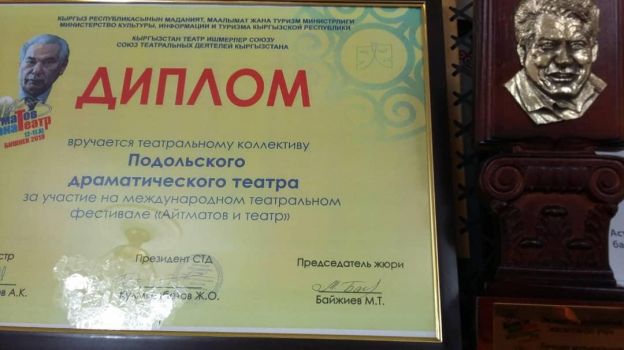 КЫРГЫЗ РЕСПУБЛИКАСЫНЫН МАДАНИЯТ, МААЛЫМАТ ЖАНА ТУРИЗМ МИНИСТРЛИГИ
МИНИСТЕРСТВО КУЛЬТУРЫ, ИНФОРМАЦИИ И ТУРИЗМА КЫРГЫЗСКОЙ РЕСПУБЛИКИ
КЫРГЫЗСТАН ТЕАТР ИШМЕРЛЕР СОЮЗУ
СОЮЗ ТЕАТРАЛЬНЫХ ДЕЯТЕЛЕЙ КЫРГЫЗСТАНА
ДИПЛОМ
вручается театральному коллективу
Подольского
драматического театра
за участие на международном театральном
фестивале «Айтматов и театр»
Президент СТД
Председатель жюри
Ж.О.
Байжиев М.Т.
в А.К.
БИШКЕК 2018